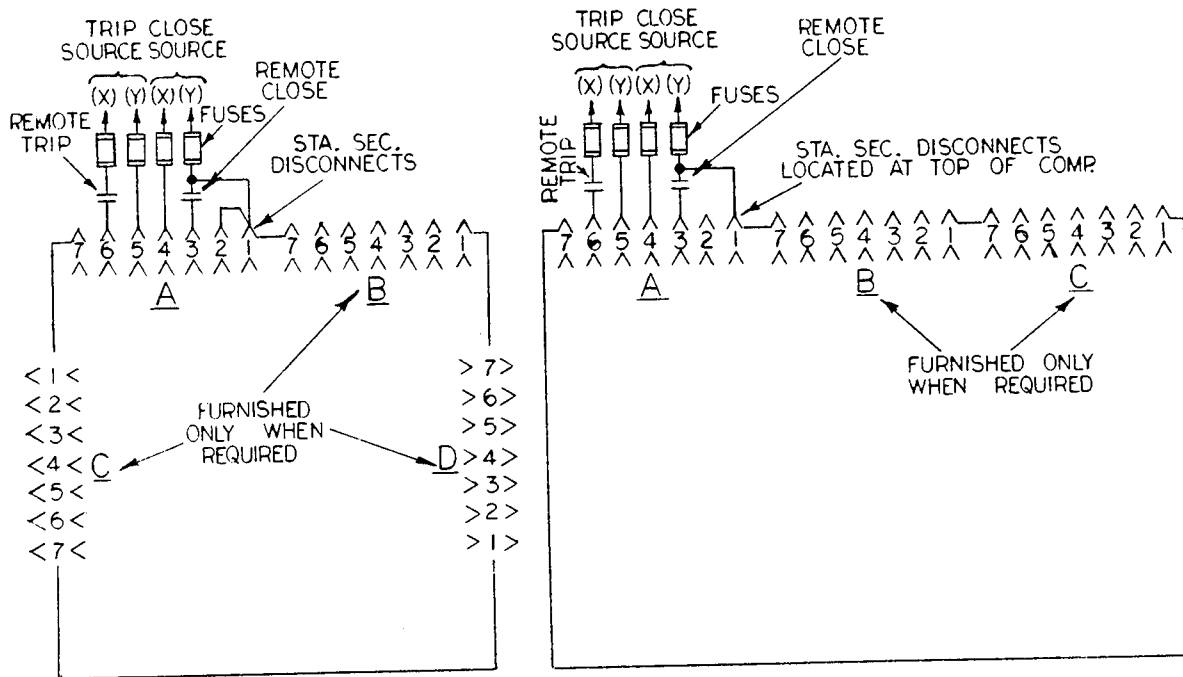 TRIP CLOSE
SOURCE SOURCE
(X) (Y) (X) (Y)
REMOTE
CLOSE
REMOTE
TRIP
FUSES
STA. SEC.
DISCONNECTS
7 6 5 4 3 2 1 7 6 5 4 3 2 1
A
B
<1<
<2<
<3<
<4<
<5<
<6<
<7<
C
FURNISHED
ONLY WHEN
REQUIRED
D
>7>
>6>
>5>
>4>
>3>
>2>
>1>
TRIP CLOSE
SOURCE SOURCE
(X) (Y) (X) (Y)
REMOTE
CLOSE
REMOTE
TRIP
FUSES
STA. SEC. DISCONNECTS
LOCATED AT TOP OF COMP.
7 6 5 4 3 2 1 7 6 5 4 3 2 1 7 6 5 4 3 2 1
A
B
C
FURNISHED ONLY
WHEN REQUIRED